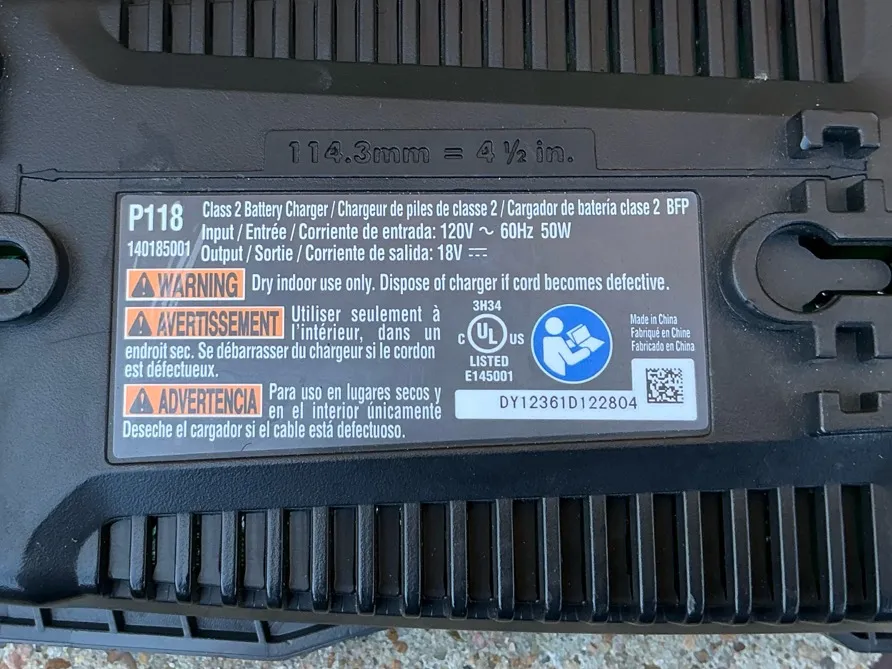 114.3mm = 4 ½ in.
P118 Class 2 Battery Charger / Chargeur de piles de classe 2 / Cargador de batería clase 2 BFP
140185001 Input / Entrée / Corriente de entrada: 120V ~ 60Hz 50W
Output / Sortie / Corriente de salida: 18V ⎓
WARNING Dry indoor use only. Dispose of charger if cord becomes defective.
AVERTISSEMENT Utiliser seulement à
l'intérieur, dans un
endroit sec. Se débarrasser du chargeur si le cordon
est défectueux.
ADVERTENCIA Para uso en lugares secos y
en el interior únicamente
Deseche el cargador si el cable está defectuoso.
3H34
C UL US
LISTED
E145001
Made in China
Fabriqué en Chine
Fabricado en China
DY12361D122804